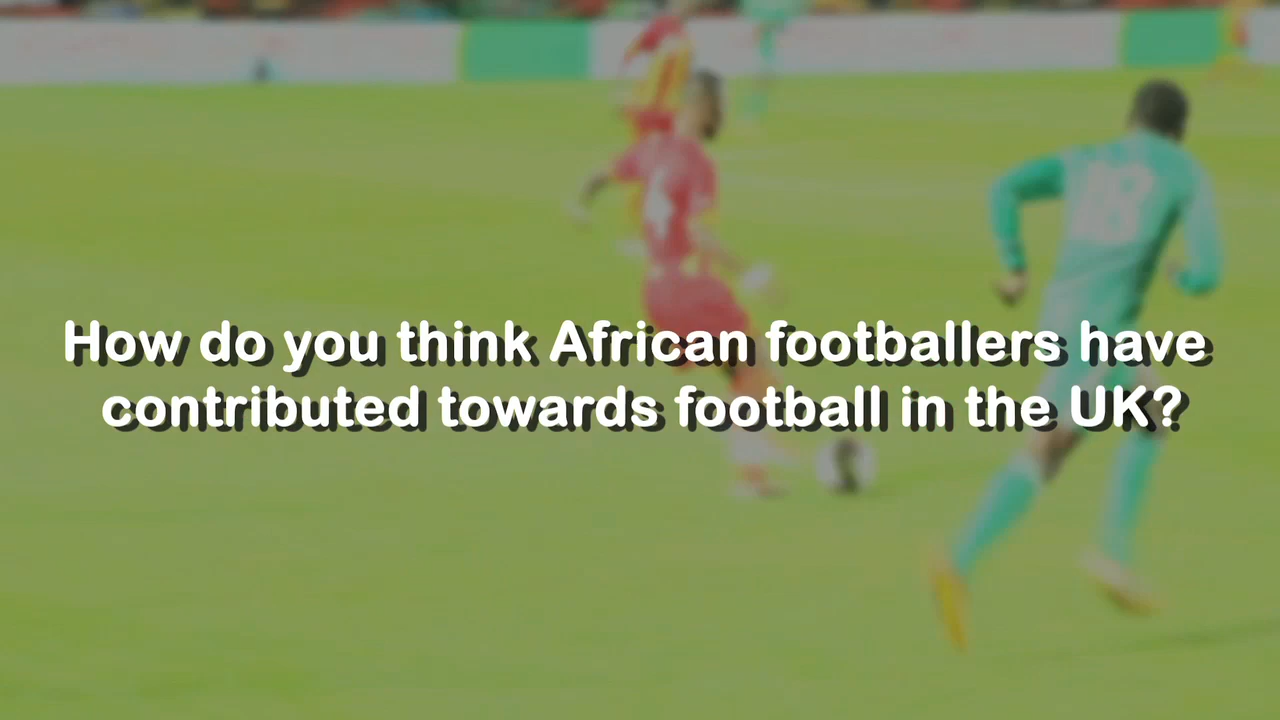 How do you think African footballers have
contributed towards football in the UK?